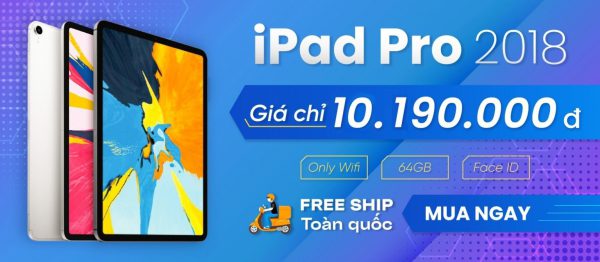 iPad Pro 2018
Giá chỉ 10.190.000 đ
Only Wifi
64GB
Face ID
FREE SHIP
Toàn quốc
MUA NGAY